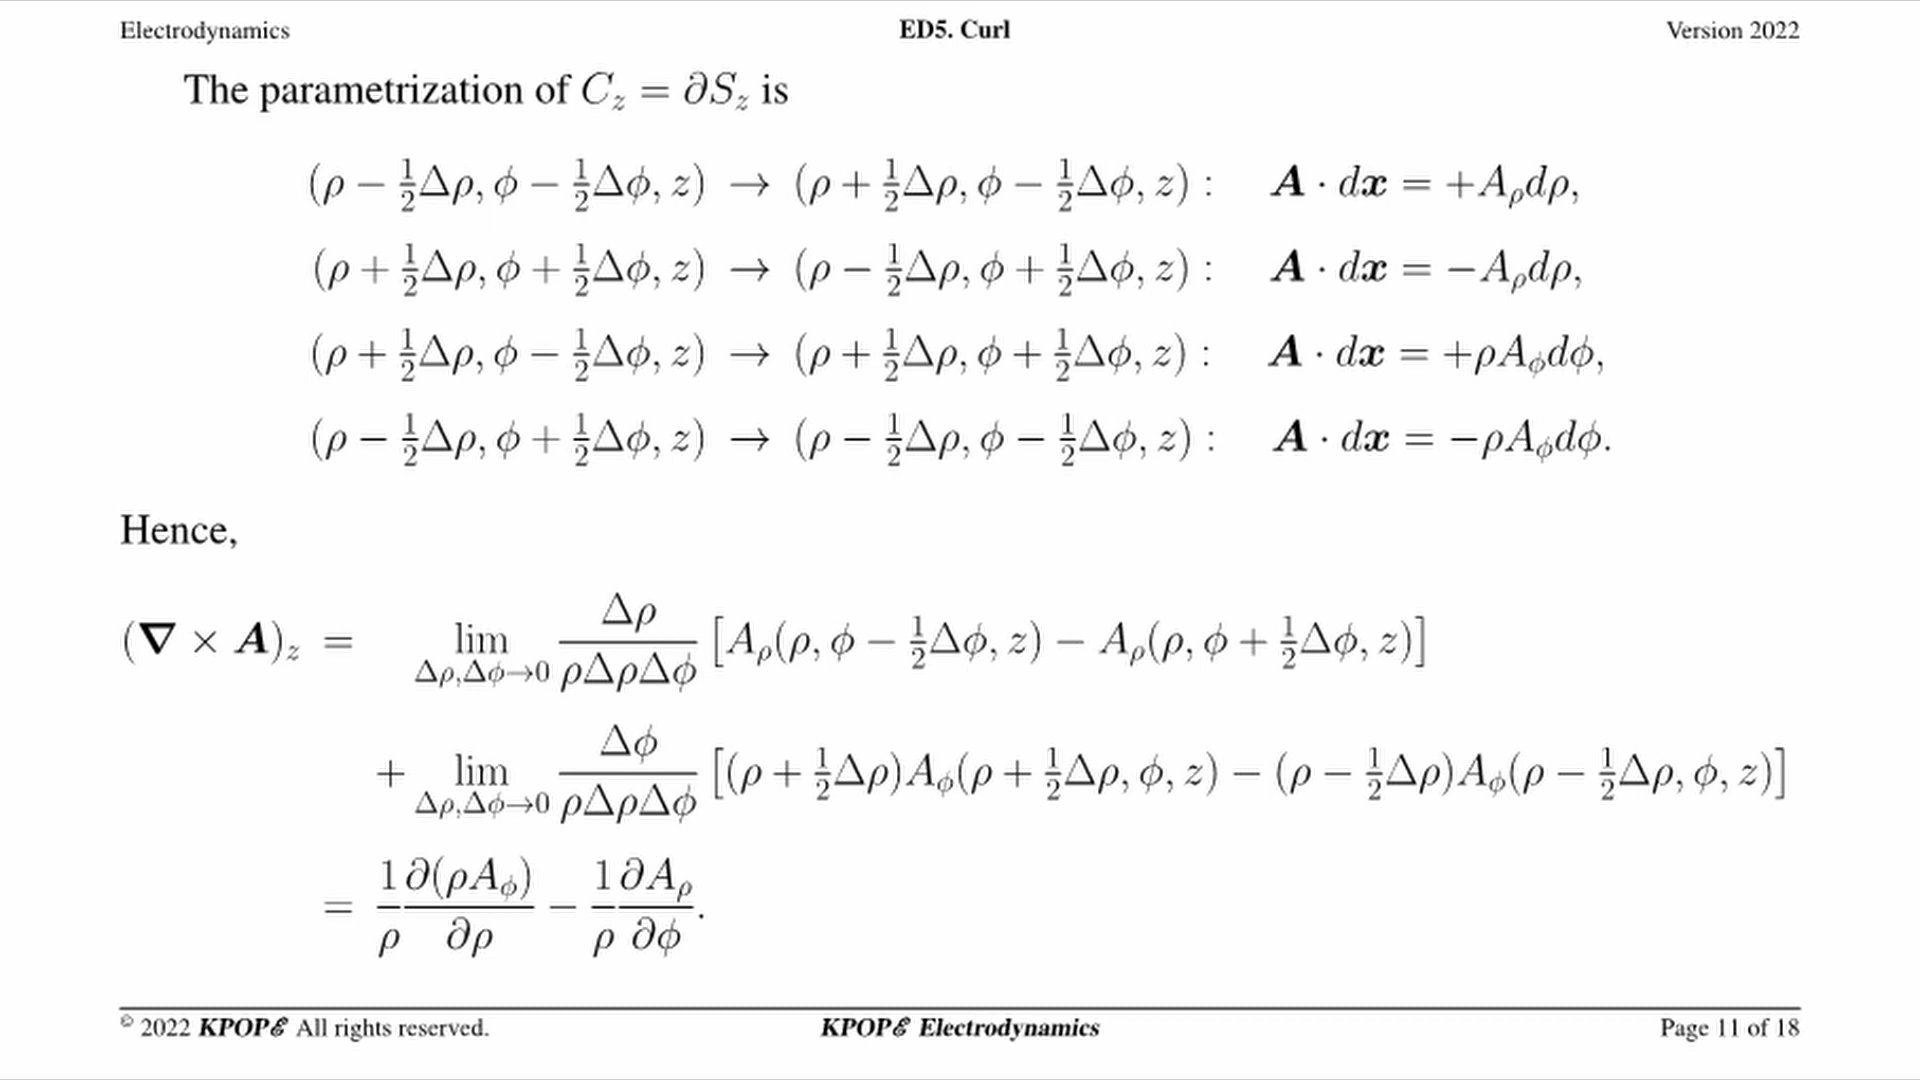 Electrodynamics ED5. Curl Version 2022
The parametrization of C_z = ∂S_z is
(ρ − ½Δρ, ϕ − ½Δϕ, z) → (ρ + ½Δρ, ϕ − ½Δϕ, z) : A · dx = +A_ρdρ,
(ρ + ½Δρ, ϕ + ½Δϕ, z) → (ρ − ½Δρ, ϕ + ½Δϕ, z) : A · dx = −A_ρdρ,
(ρ + ½Δρ, ϕ − ½Δϕ, z) → (ρ + ½Δρ, ϕ + ½Δϕ, z) : A · dx = +ρA_ϕdϕ,
(ρ − ½Δρ, ϕ + ½Δϕ, z) → (ρ − ½Δρ, ϕ − ½Δϕ, z) : A · dx = −ρA_ϕdϕ.
Hence,
(∇ × A)_z = lim_{Δρ,Δϕ→0} Δρ/(ρΔρΔϕ) [A_ρ(ρ, ϕ − ½Δϕ, z) − A_ρ(ρ, ϕ + ½Δϕ, z)]
+ lim_{Δρ,Δϕ→0} Δϕ/(ρΔρΔϕ) [(ρ + ½Δρ)A_ϕ(ρ + ½Δρ, ϕ, z) − (ρ − ½Δρ)A_ϕ(ρ − ½Δρ, ϕ, z)]
= 1/ρ ∂(ρA_ϕ)/∂ρ − 1/ρ ∂A_ρ/∂ϕ.
© 2022 KPOPℰ All rights reserved. KPOPℰ Electrodynamics Page 11 of 18